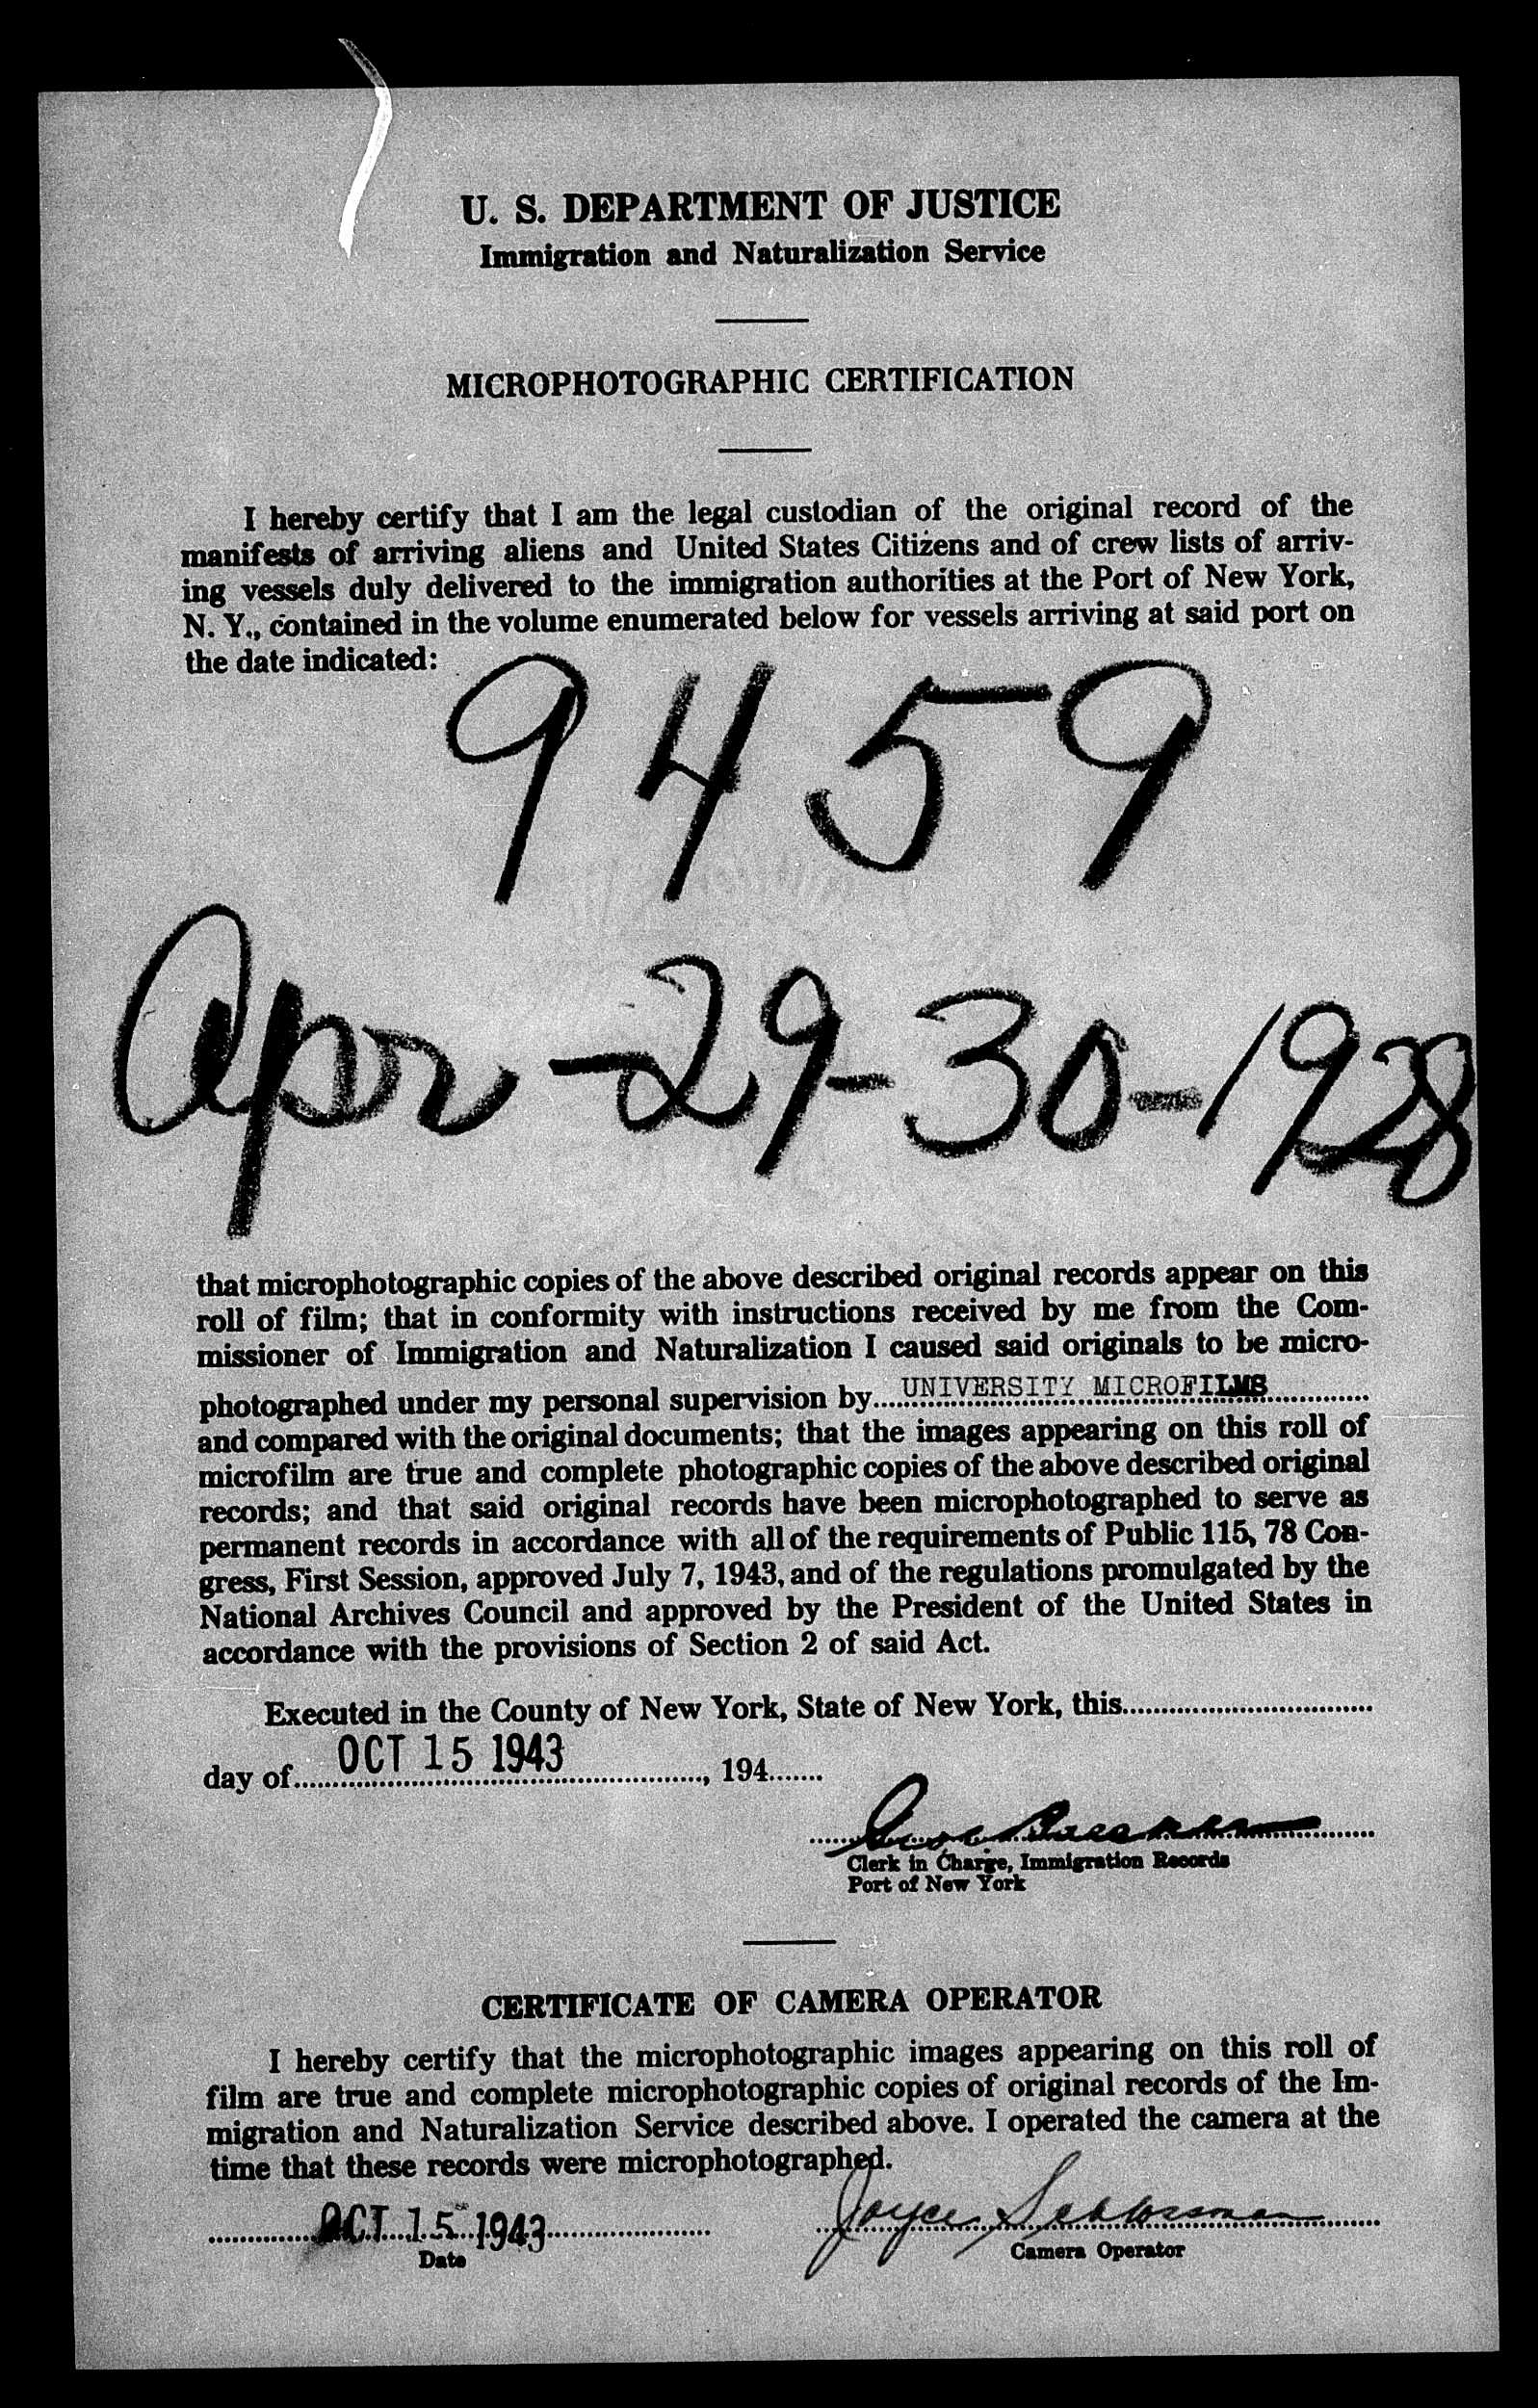 U. S. DEPARTMENT OF JUSTICE
Immigration and Naturalization Service
MICROPHOTOGRAPHIC CERTIFICATION
I hereby certify that I am the legal custodian of the original record of the
manifests of arriving aliens and United States Citizens and of crew lists of arriv-
ing vessels duly delivered to the immigration authorities at the Port of New York,
N. Y., contained in the volume enumerated below for vessels arriving at said port on
the date indicated:
9459
Apr - 29 - 30 - 1928
that microphotographic copies of the above described original records appear on this
roll of film; that in conformity with instructions received by me from the Com-
missioner of Immigration and Naturalization I caused said originals to be micro-
photographed under my personal supervision by UNIVERSITY MICROFILMS
and compared with the original documents; that the images appearing on this roll of
microfilm are true and complete photographic copies of the above described original
records; and that said original records have been microphotographed to serve as
permanent records in accordance with all of the requirements of Public 115, 78 Con-
gress, First Session, approved July 7, 1943, and of the regulations promulgated by the
National Archives Council and approved by the President of the United States in
accordance with the provisions of Section 2 of said Act.
Executed in the County of New York, State of New York, this
day of OCT 15 1943, 194
Clerk in Charge, Immigration Records
Port of New York
CERTIFICATE OF CAMERA OPERATOR
I hereby certify that the microphotographic images appearing on this roll of
film are true and complete microphotographic copies of original records of the Im-
migration and Naturalization Service described above. I operated the camera at the
time that these records were microphotographed.
OCT 15 1943 Joyce Schlossman
Date Camera Operator